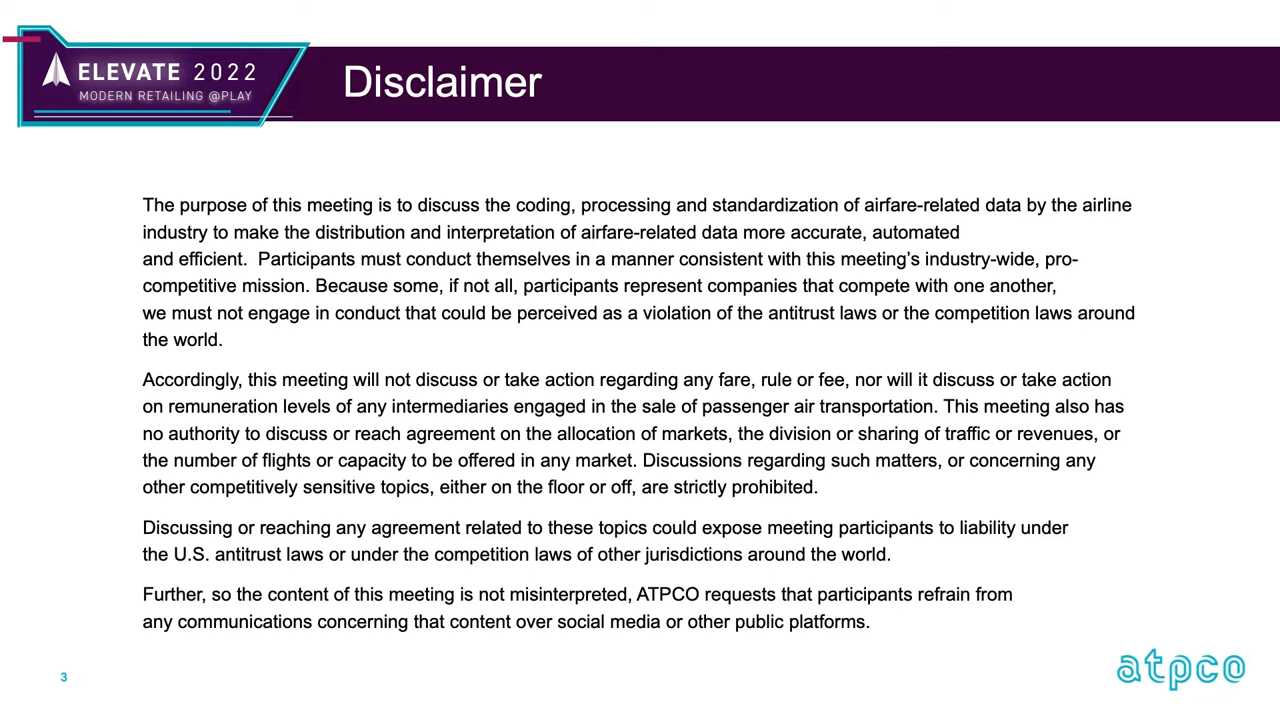 ELEVATE 2022
MODERN RETAILING @PLAY
Disclaimer
The purpose of this meeting is to discuss the coding, processing and standardization of airfare-related data by the airline
industry to make the distribution and interpretation of airfare-related data more accurate, automated
and efficient.  Participants must conduct themselves in a manner consistent with this meeting’s industry-wide, pro-
competitive mission. Because some, if not all, participants represent companies that compete with one another,
we must not engage in conduct that could be perceived as a violation of the antitrust laws or the competition laws around
the world.
Accordingly, this meeting will not discuss or take action regarding any fare, rule or fee, nor will it discuss or take action
on remuneration levels of any intermediaries engaged in the sale of passenger air transportation. This meeting also has
no authority to discuss or reach agreement on the allocation of markets, the division or sharing of traffic or revenues, or
the number of flights or capacity to be offered in any market. Discussions regarding such matters, or concerning any
other competitively sensitive topics, either on the floor or off, are strictly prohibited.
Discussing or reaching any agreement related to these topics could expose meeting participants to liability under
the U.S. antitrust laws or under the competition laws of other jurisdictions around the world.
Further, so the content of this meeting is not misinterpreted, ATPCO requests that participants refrain from
any communications concerning that content over social media or other public platforms.
3
atpco